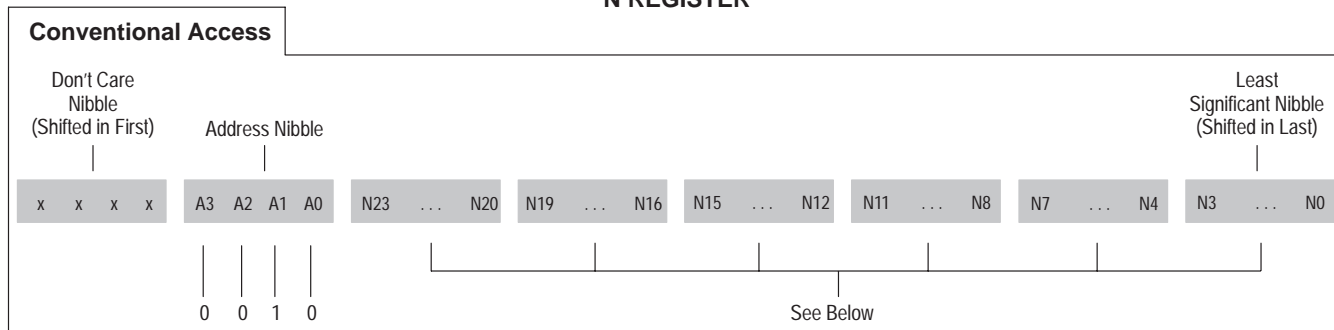 N REGISTER
Conventional Access
Don't Care
Nibble
(Shifted in First)
Address Nibble
Least
Significant Nibble
(Shifted in Last)
x x x x A3 A2 A1 A0 N23 ... N20 N19 ... N16 N15 ... N12 N11 ... N8 N7 ... N4 N3 ... N0
0 0 1 0
See Below